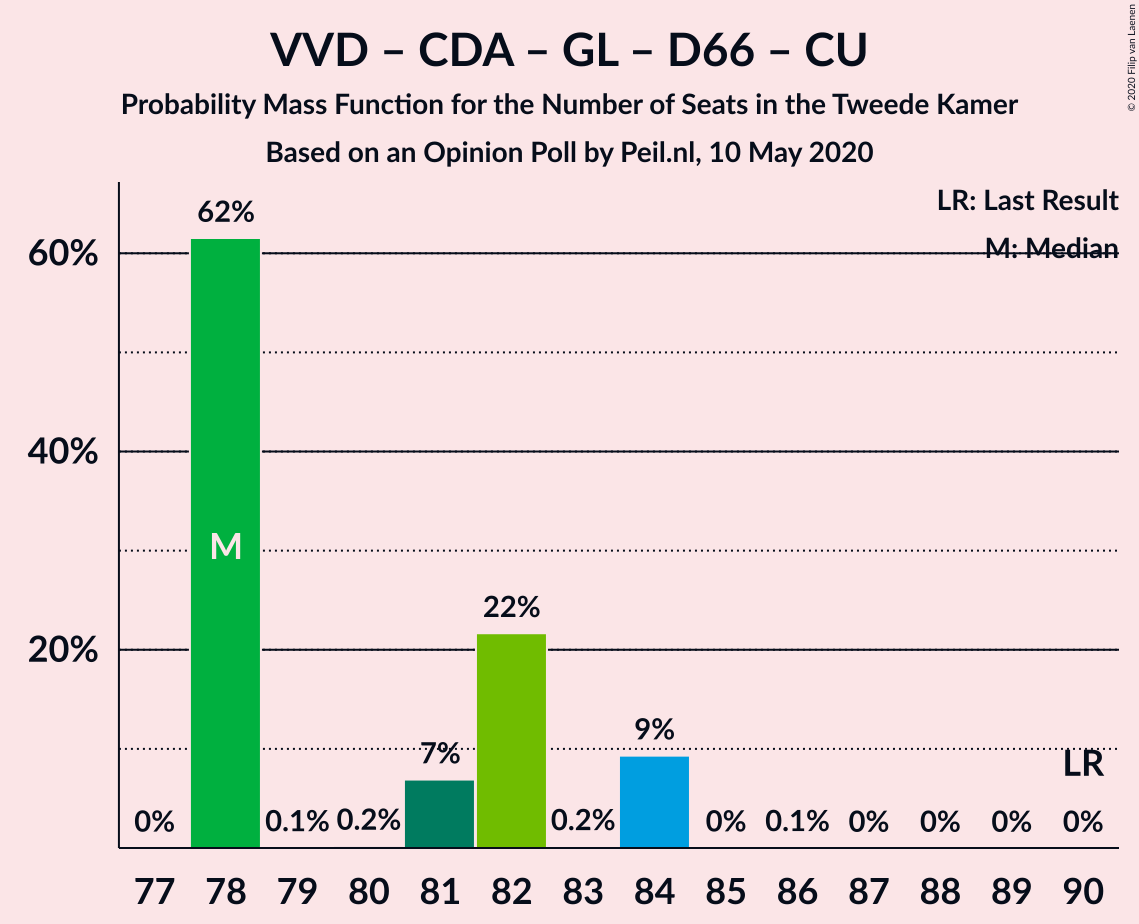 VVD – CDA – GL – D66 – CU
Probability Mass Function for the Number of Seats in the Tweede Kamer
Based on an Opinion Poll by Peil.nl, 10 May 2020
© 2020 Filip van Laenen
LR: Last Result
M: Median
60%
40%
20%
62%
M
22%
9%
7%
LR
0% 0.1% 0.2% 0.2% 0% 0.1% 0% 0% 0% 0%
77 78 79 80 81 82 83 84 85 86 87 88 89 90